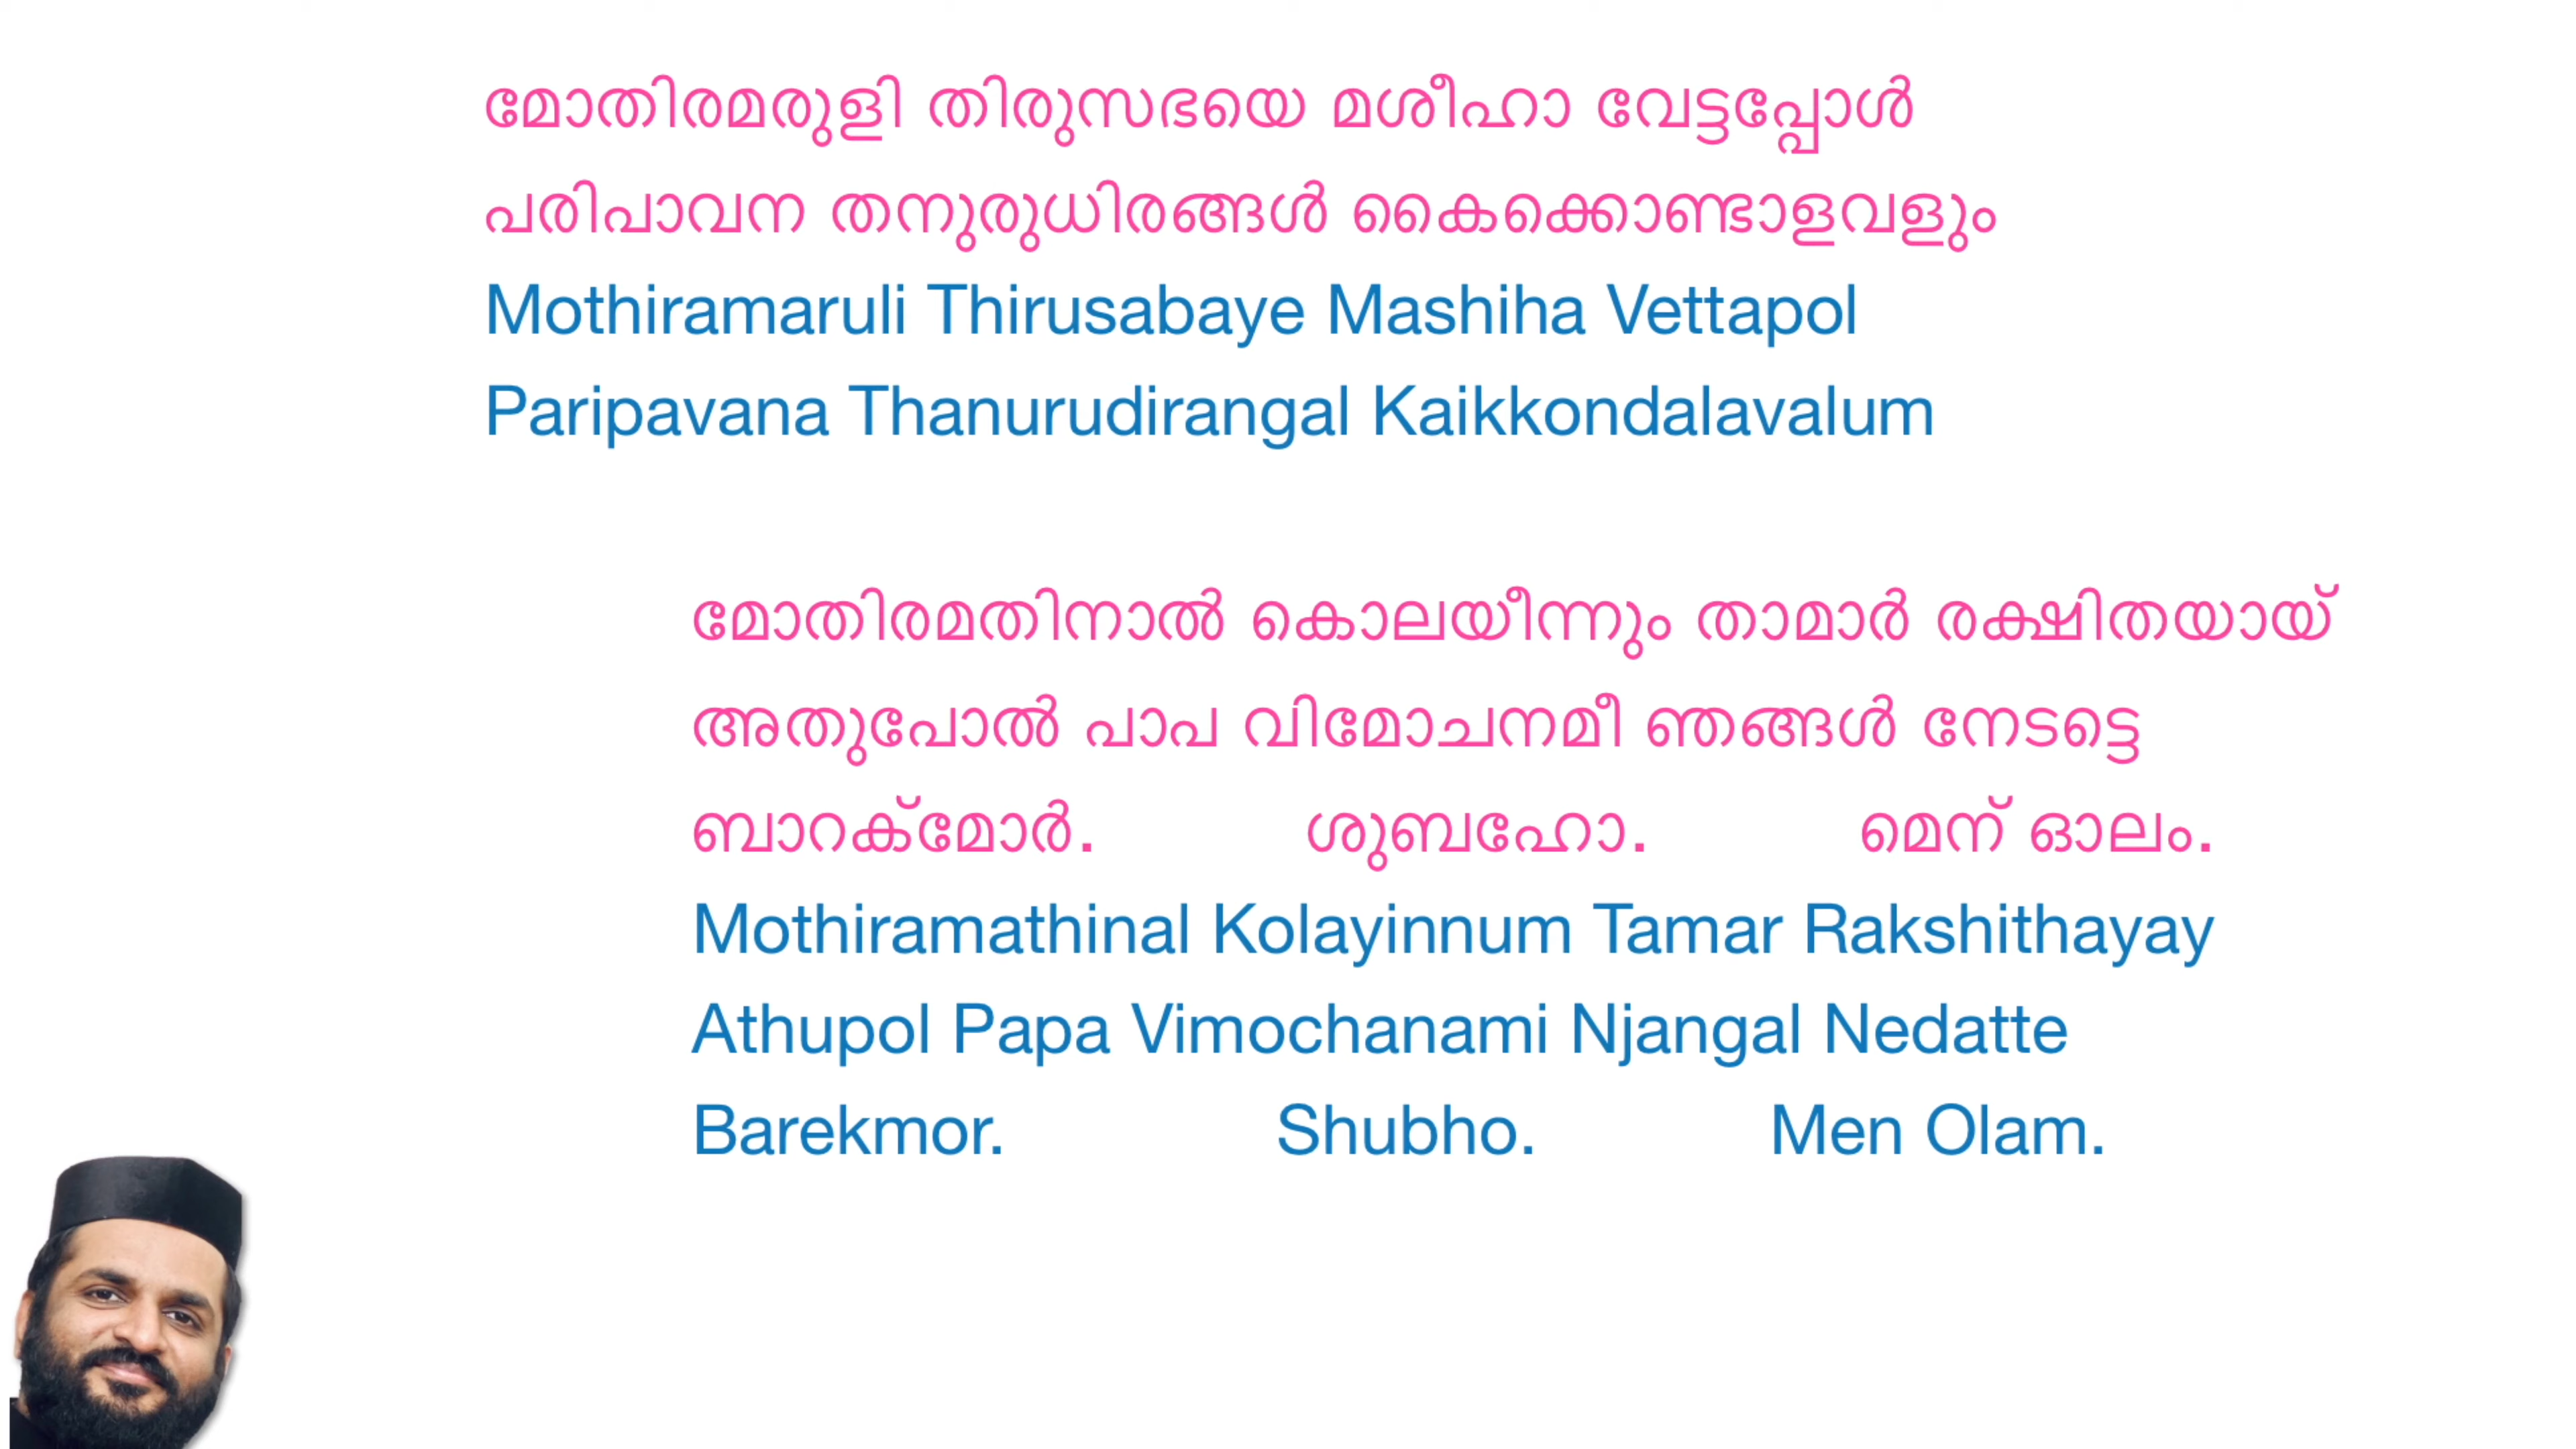 മോതിരമരുളി തിരുസഭയെ മശീഹാ വേട്ടപ്പോൾ
പരിപാവന തനുരുധിരങ്ങൾ കൈക്കൊണ്ടാളവളും
Mothiramaruli Thirusabaye Mashiha Vettapol
Paripavana Thanurudirangal Kaikkondalavalum
മോതിരമതിനാൽ കൊലയീന്നും താമാർ രക്ഷിതയായ്
അതുപോൽ പാപ വിമോചനമീ ഞങ്ങൾ നേടട്ടെ
ബാറക്മോർ. ശുബഹോ. മെന് ഓലം.
Mothiramathinal Kolayinnum Tamar Rakshithayay
Athupol Papa Vimochanami Njangal Nedatte
Barekmor. Shubho. Men Olam.